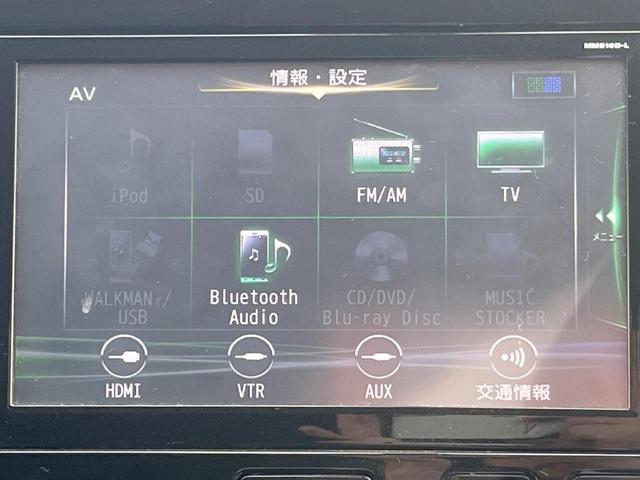 MM516D-L
情報・設定
AV
iPod
SD
FM/AM
TV
メニュー
WALKMAN/
USB
Bluetooth
Audio
CD/DVD/
Blu-ray Disc
MUSIC
STOCKER
HDMI
VTR
AUX
交通情報